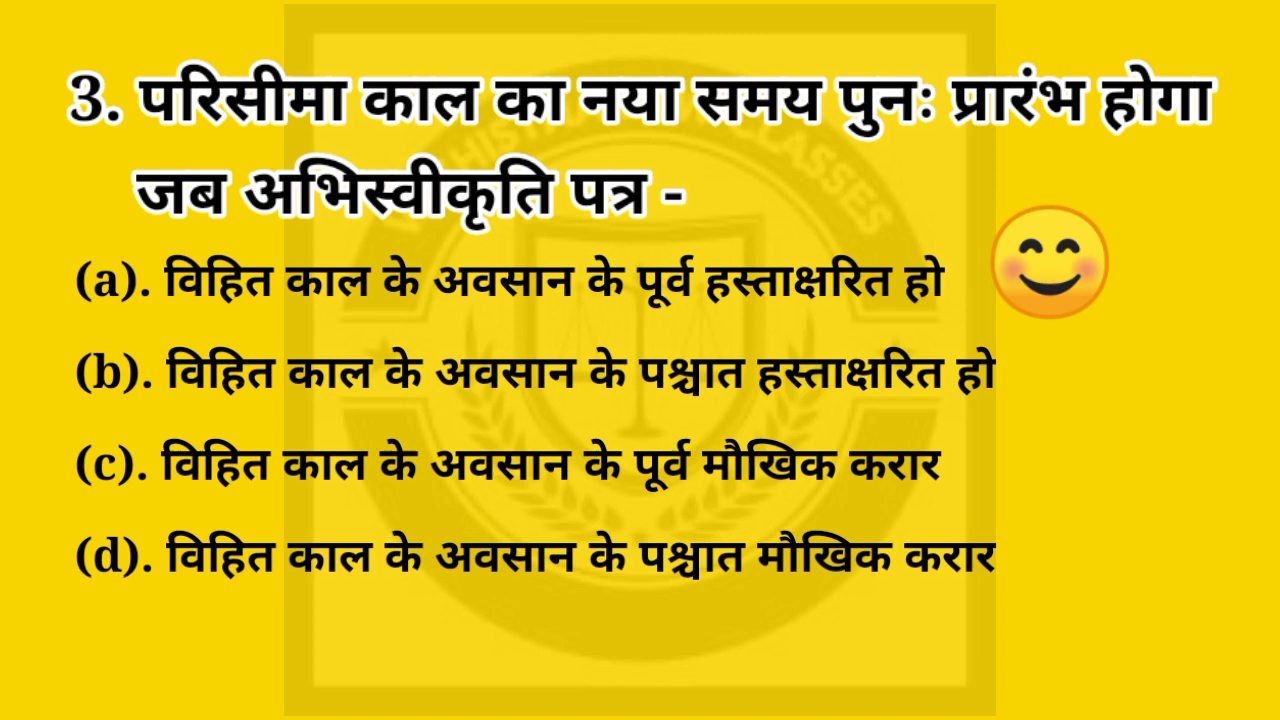 3. परिसीमा काल का नया समय पुनः प्रारंभ होगा
जब अभिस्वीकृति पत्र -
(a). विहित काल के अवसान के पूर्व हस्ताक्षरित हो
(b). विहित काल के अवसान के पश्चात हस्ताक्षरित हो
(c). विहित काल के अवसान के पूर्व मौखिक करार
(d). विहित काल के अवसान के पश्चात मौखिक करार